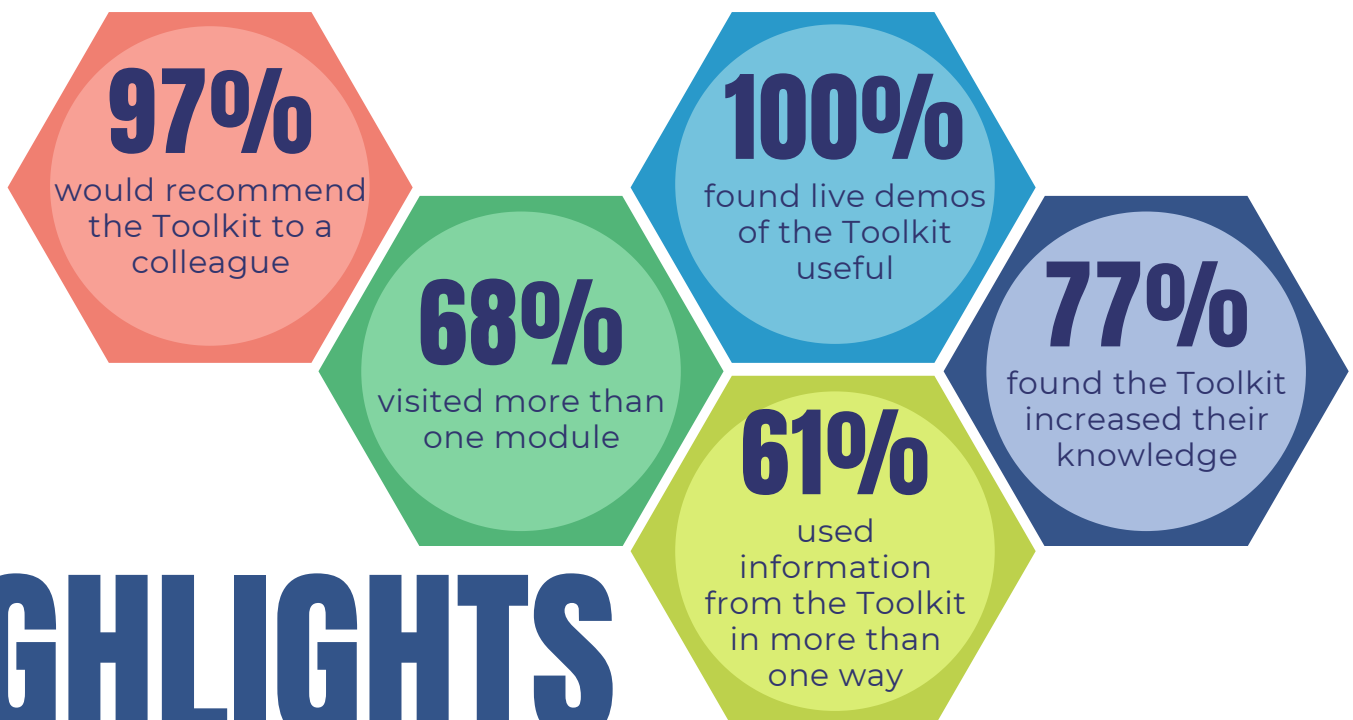 97%
would recommend
the Toolkit to a
colleague
68%
visited more than
one module
100%
found live demos
of the Toolkit
useful
77%
found the Toolkit
increased their
knowledge
61%
used
information
from the Toolkit
in more than
one way
GHLIGHTS